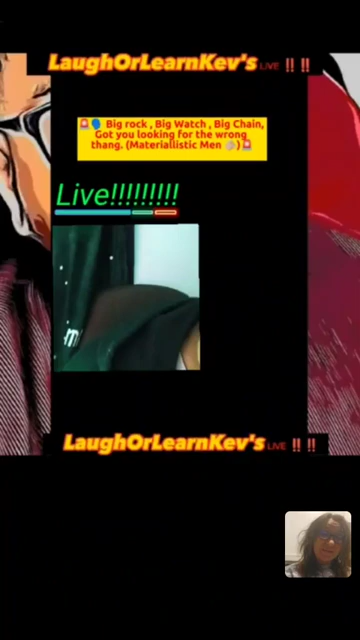 LaughOrLearnKev's LIVE ‼️ ‼️
🚨🗣️ Big rock , Big Watch , Big Chain,
Got you looking for the wrong
thang. (Materiallistic Men 🪨)🚨
Live!!!!!!!!!
LaughOrLearnKev's LIVE ‼️ ‼️